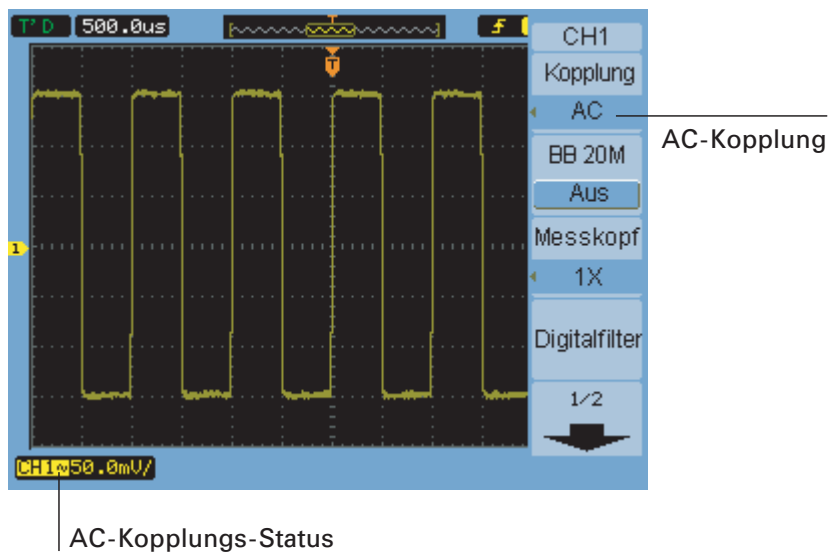 T'D 500.0us
T
T
CH1
Kopplung
AC
AC-Kopplung
BB 20M
Aus
1
Messkopf
1X
Digitalfilter
1/2
CH1~50.0mV/
AC-Kopplungs-Status